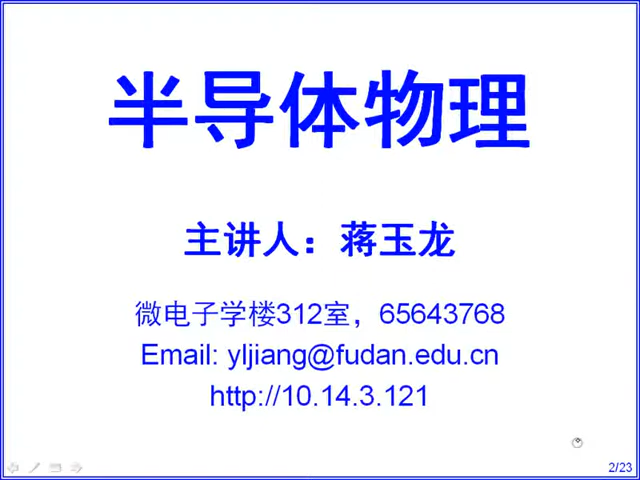 半导体物理
主讲人：蒋玉龙
微电子学楼312室，65643768
Email: yljiang@fudan.edu.cn
http://10.14.3.121
2/23